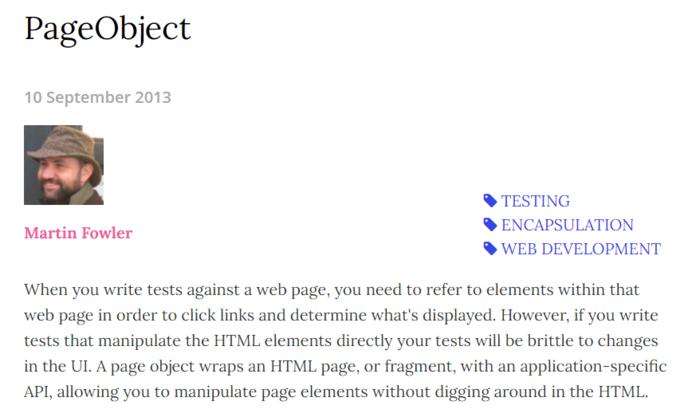 PageObject
10 September 2013
Martin Fowler
TESTING
ENCAPSULATION
WEB DEVELOPMENT
When you write tests against a web page, you need to refer to elements within that
web page in order to click links and determine what's displayed. However, if you write
tests that manipulate the HTML elements directly your tests will be brittle to changes
in the UI. A page object wraps an HTML page, or fragment, with an application-specific
API, allowing you to manipulate page elements without digging around in the HTML.